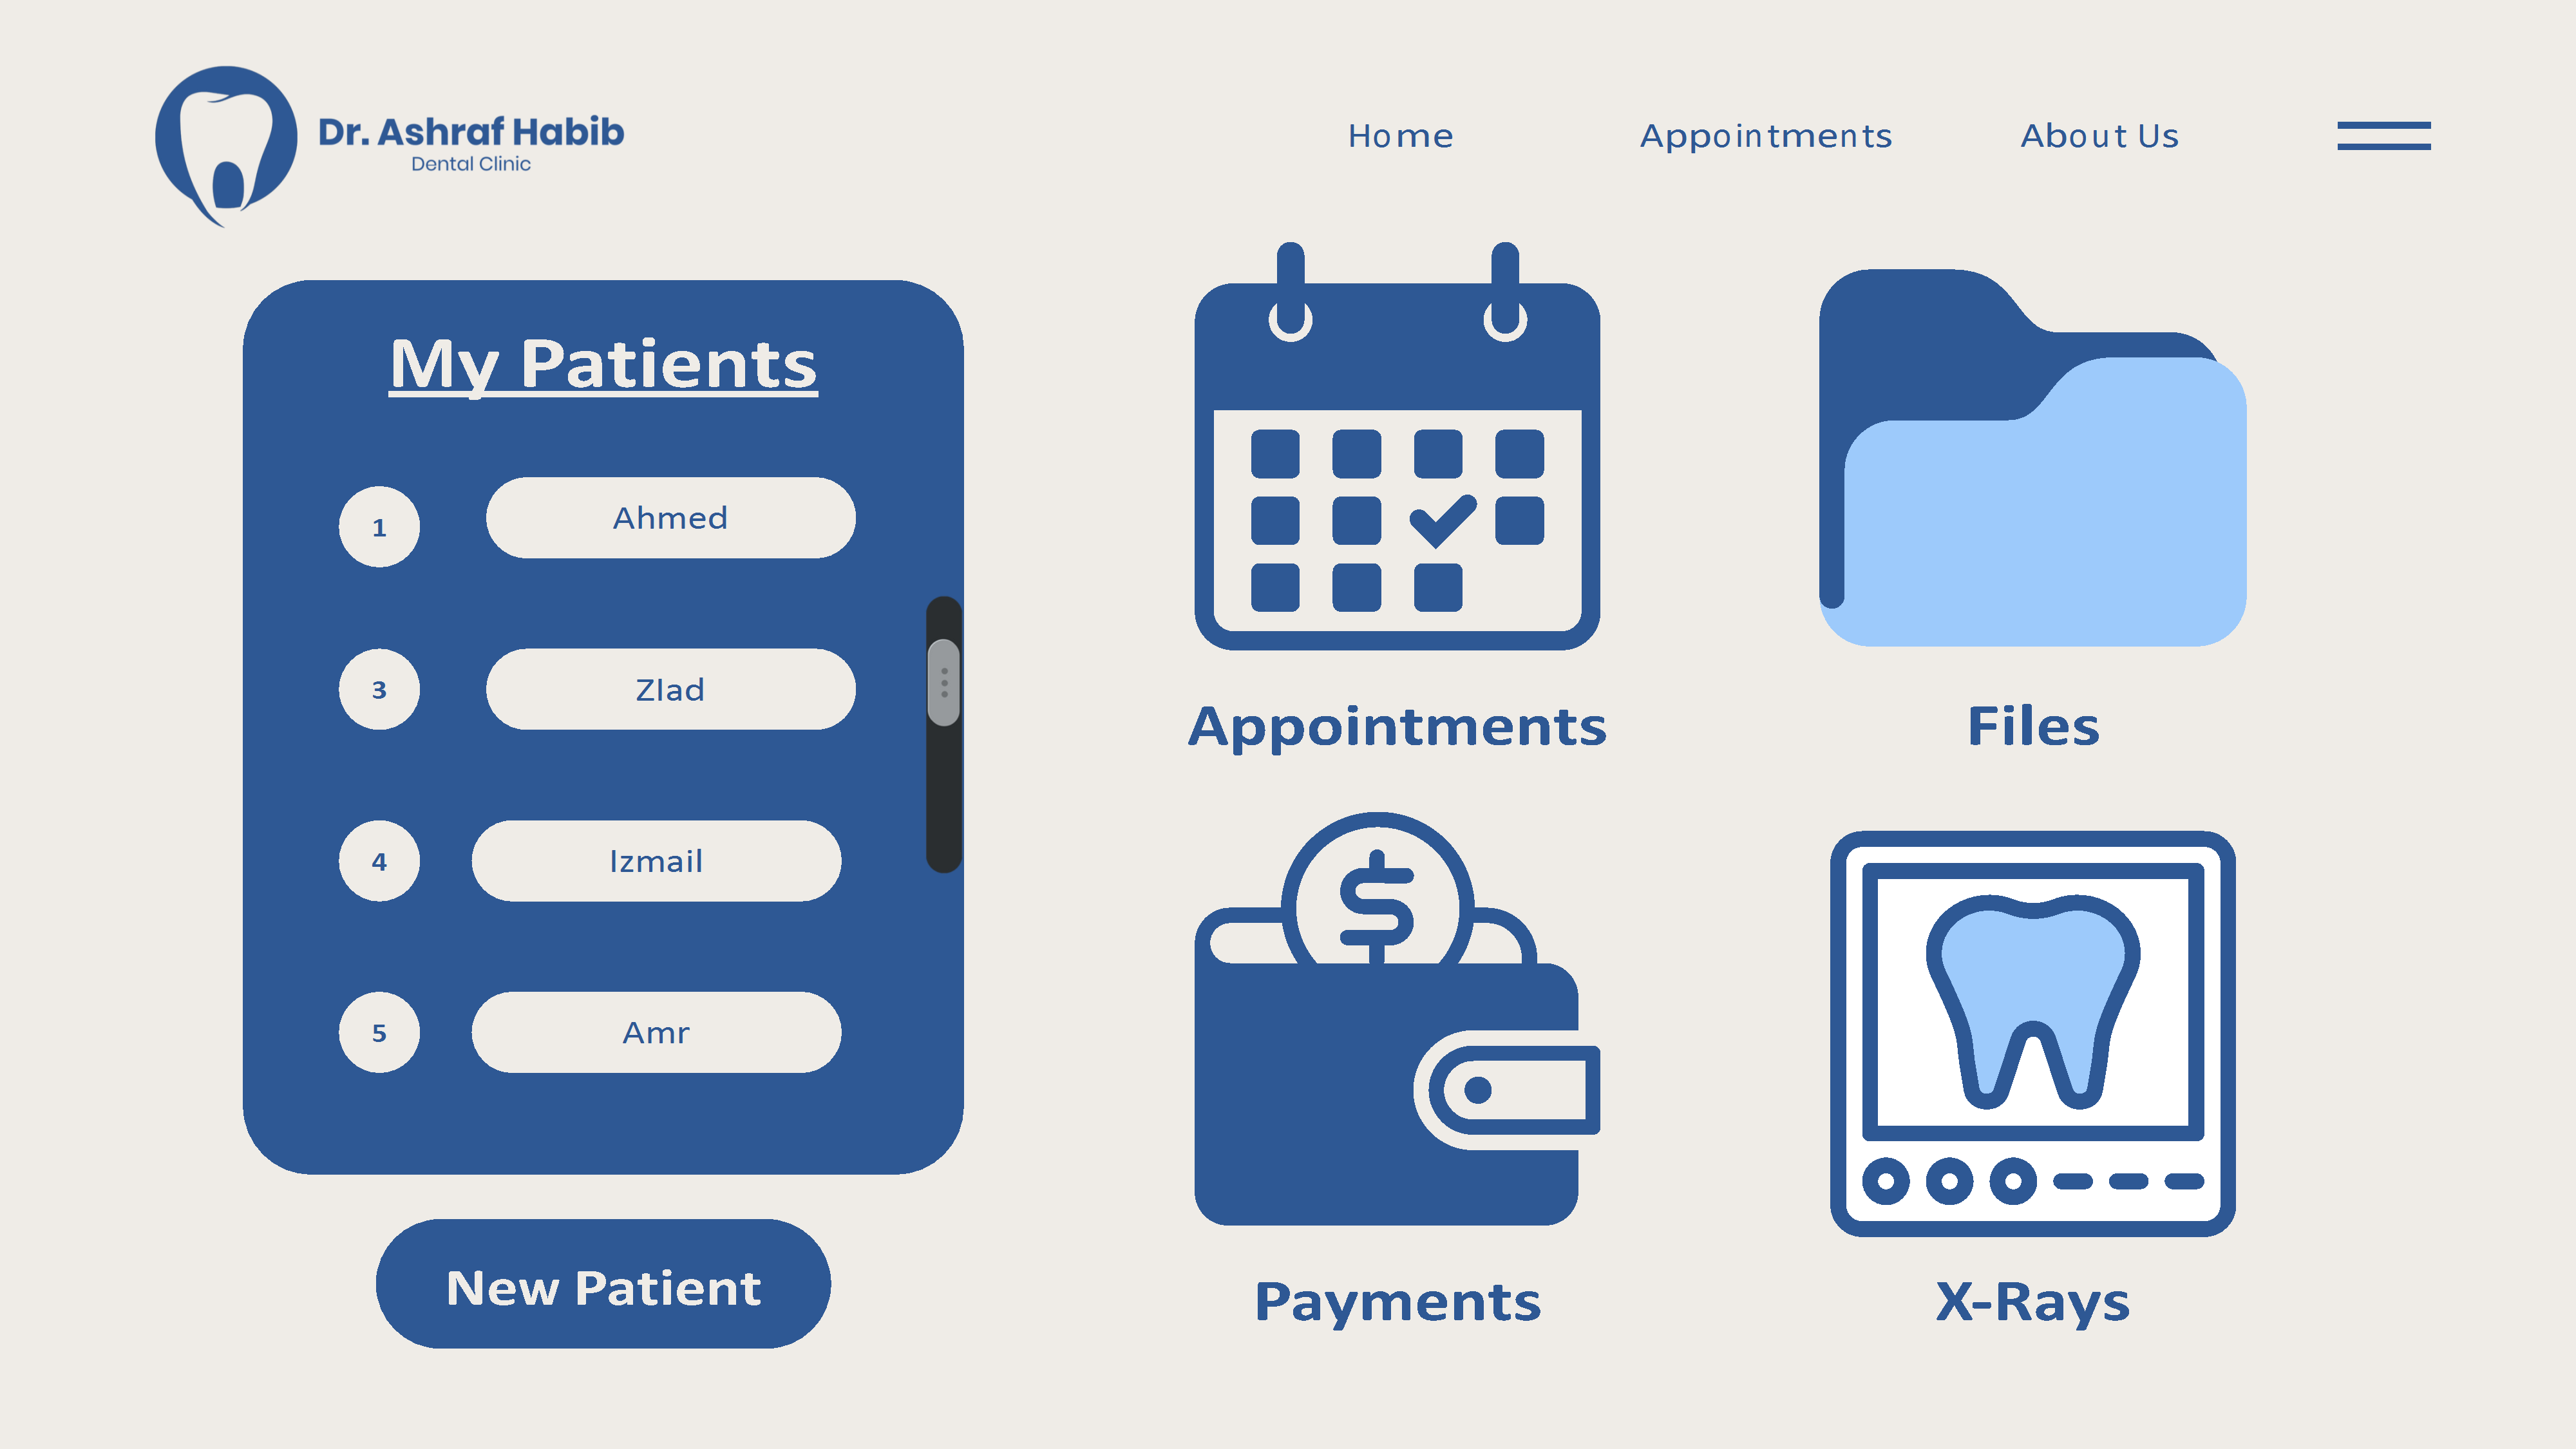 Dr. Ashraf Habib
Dental Clinic
Home
Appointments
About Us
My Patients
1
Ahmed
3
Zlad
4
Izmail
5
Amr
New Patient
Appointments
Files
$
Payments
X-Rays